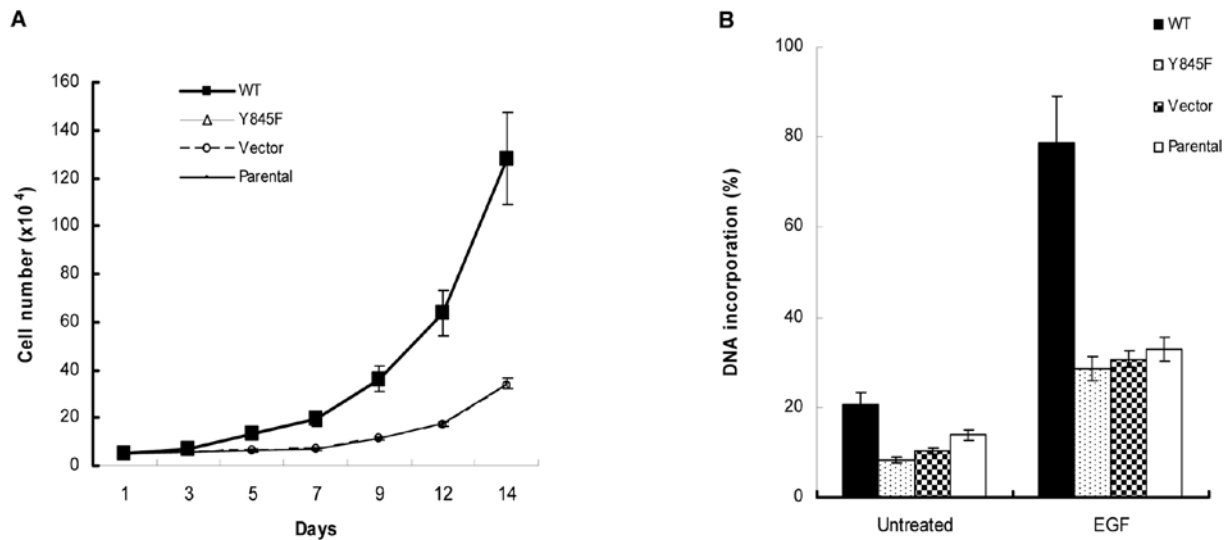 A
WT
Y845F
Vector
Parental
Cell number (x10 4)
160
140
120
100
80
60
40
20
0
1 3 5 7 9 12 14
Days
B
WT
Y845F
Vector
Parental
DNA incorporation (%)
100
80
60
40
20
0
Untreated EGF